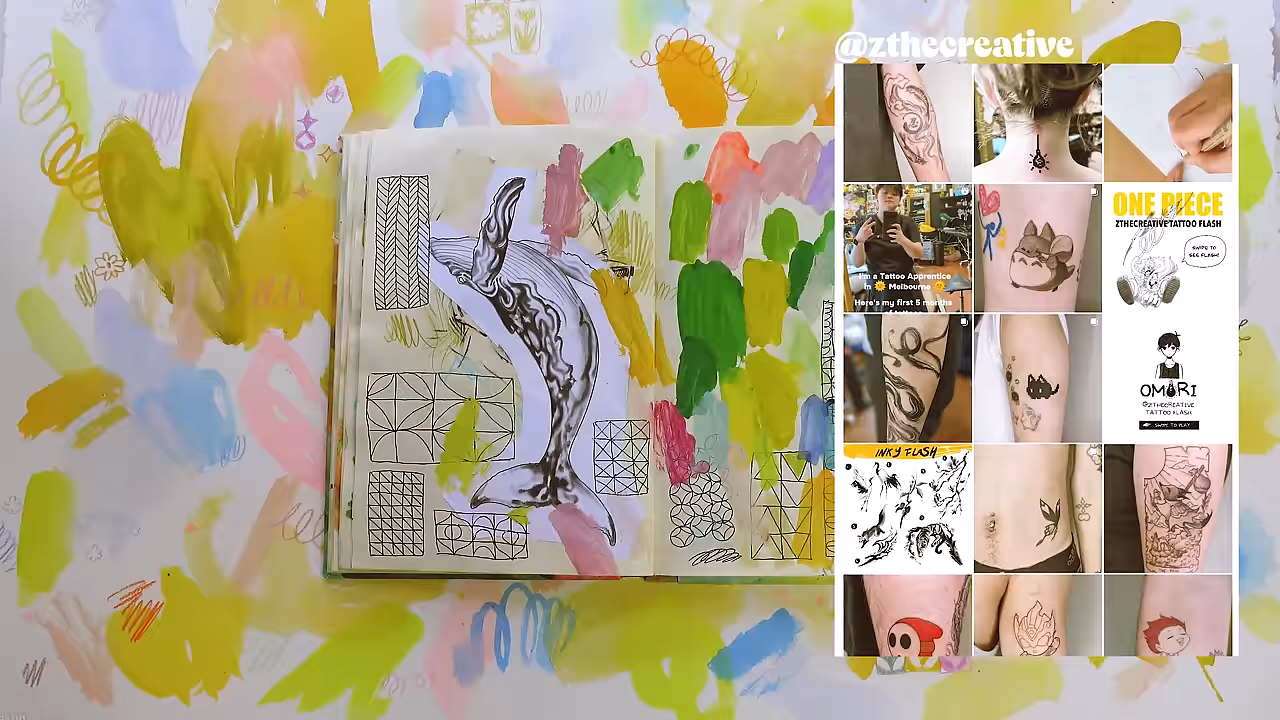 @zthecreative
I'm a Tattoo Apprentice
in 🌟 Melbourne 🌟
Here's my first 5 months
ONE PIECE
ZTHECREATIVE TATTOO FLASH
SWIPE TO
SEE FLASH!
OMORI
@ZTHECREATIVE
TATTOO FLASH
SWIPE TO PLAY
INKY FLASH